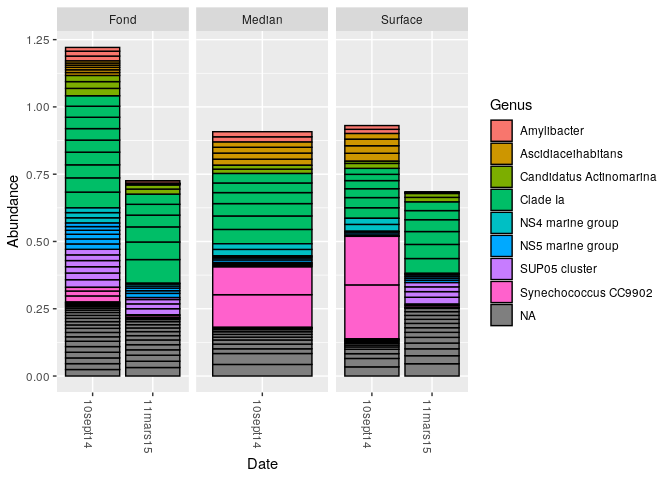 Fond
Median
Surface
1.25
1.00
0.75
0.50
0.25
0.00
Abundance
10sept14
11mars15
10sept14
10sept14
11mars15
Date
Genus
Amylibacter
Ascidiaceihabitans
Candidatus Actinomarina
Clade Ia
NS4 marine group
NS5 marine group
SUP05 cluster
Synechococcus CC9902
NA